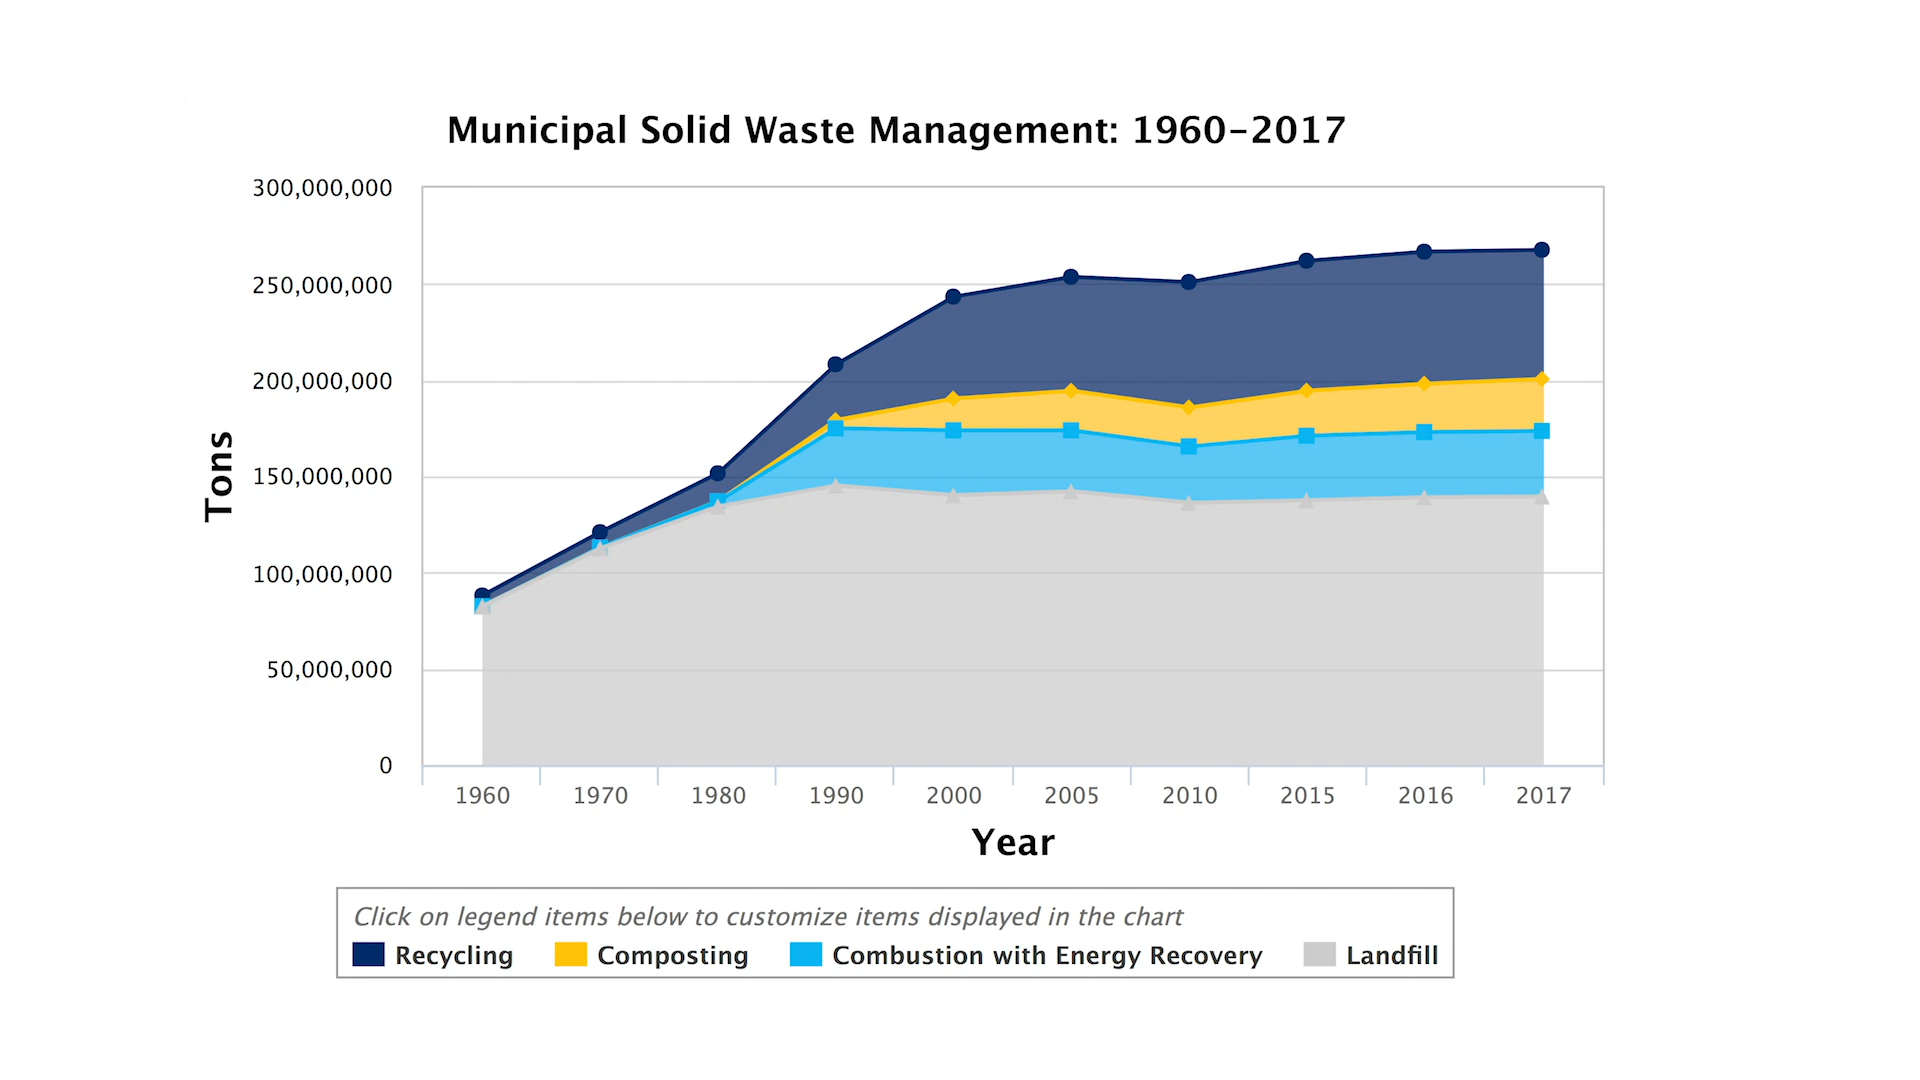 Municipal Solid Waste Management: 1960–2017
300,000,000
250,000,000
200,000,000
150,000,000
100,000,000
50,000,000
0
Tons
1960 1970 1980 1990 2000 2005 2010 2015 2016 2017
Year
Click on legend items below to customize items displayed in the chart
Recycling Composting Combustion with Energy Recovery Landfill